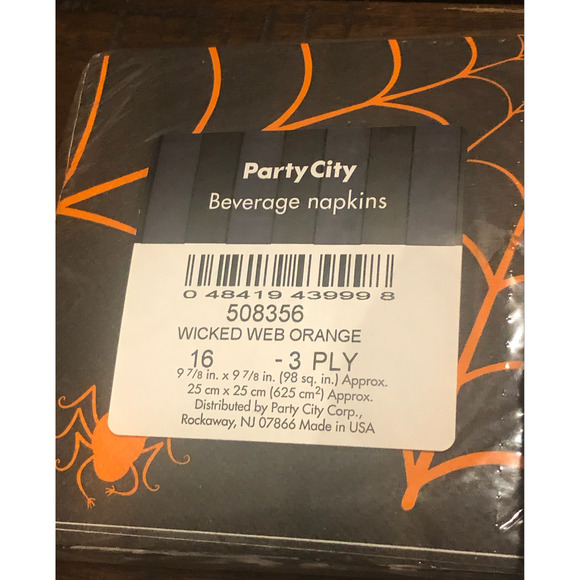 Party City
Beverage napkins
0 48419 43999 8
508356
WICKED WEB ORANGE
16 - 3 PLY
9 7/8 in. x 9 7/8 in. (98 sq. in.) Approx.
25 cm x 25 cm (625 cm²) Approx.
Distributed by Party City Corp.,
Rockaway, NJ 07866 Made in USA